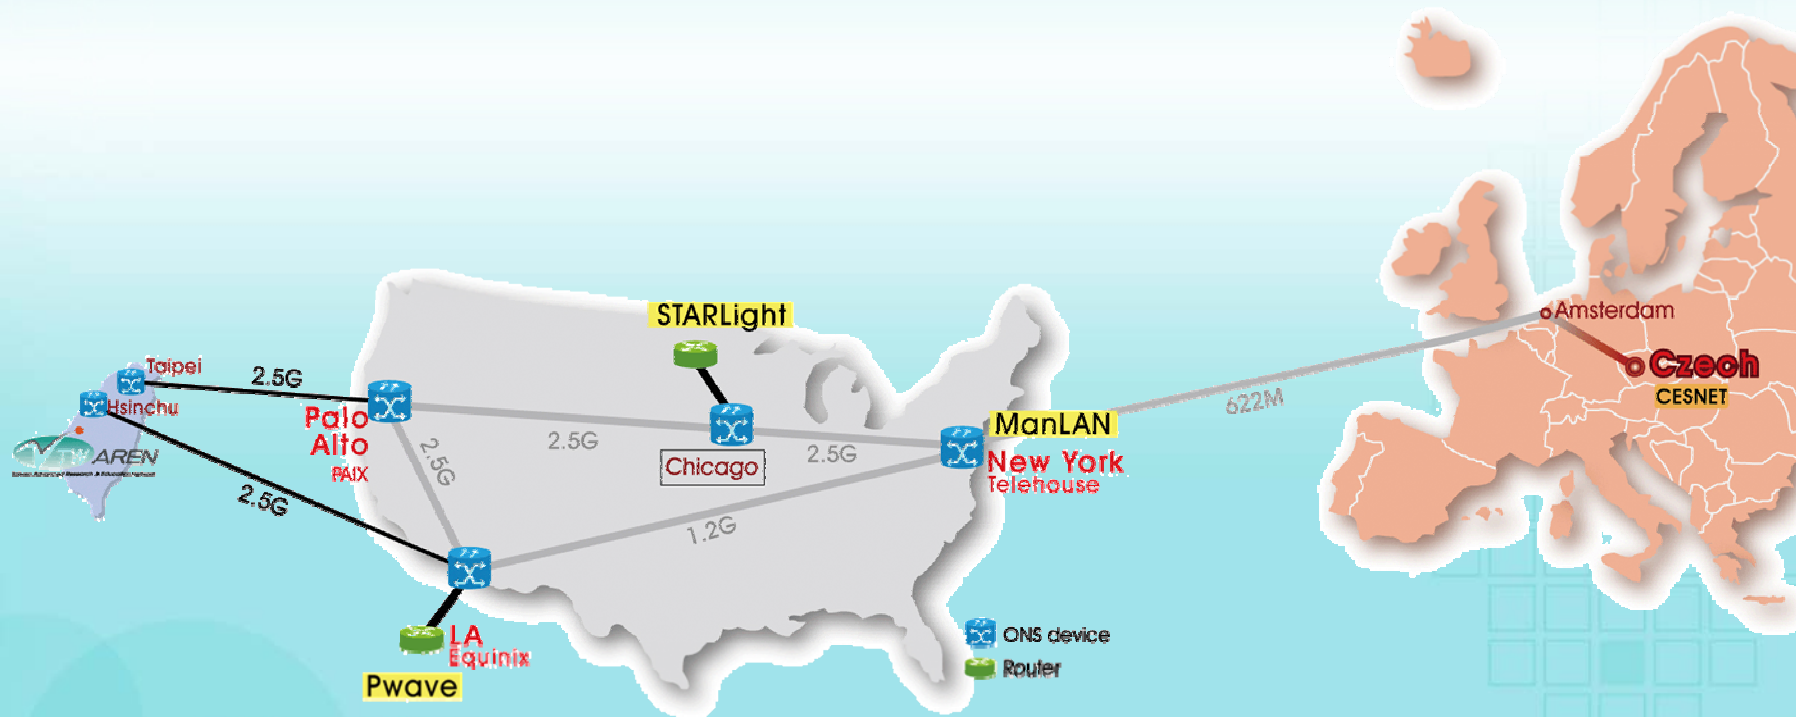 STARLight
Taipei
2.5G
Hsinchu
Palo
Alto
PAIX
2.5G
2.5G
Chicago
2.5G
ManLAN
New York
Telehouse
622M
Amsterdam
Czech
CESNET
TWAREN
2.5G
1.2G
LA
Equinix
Pwave
ONS device
Router